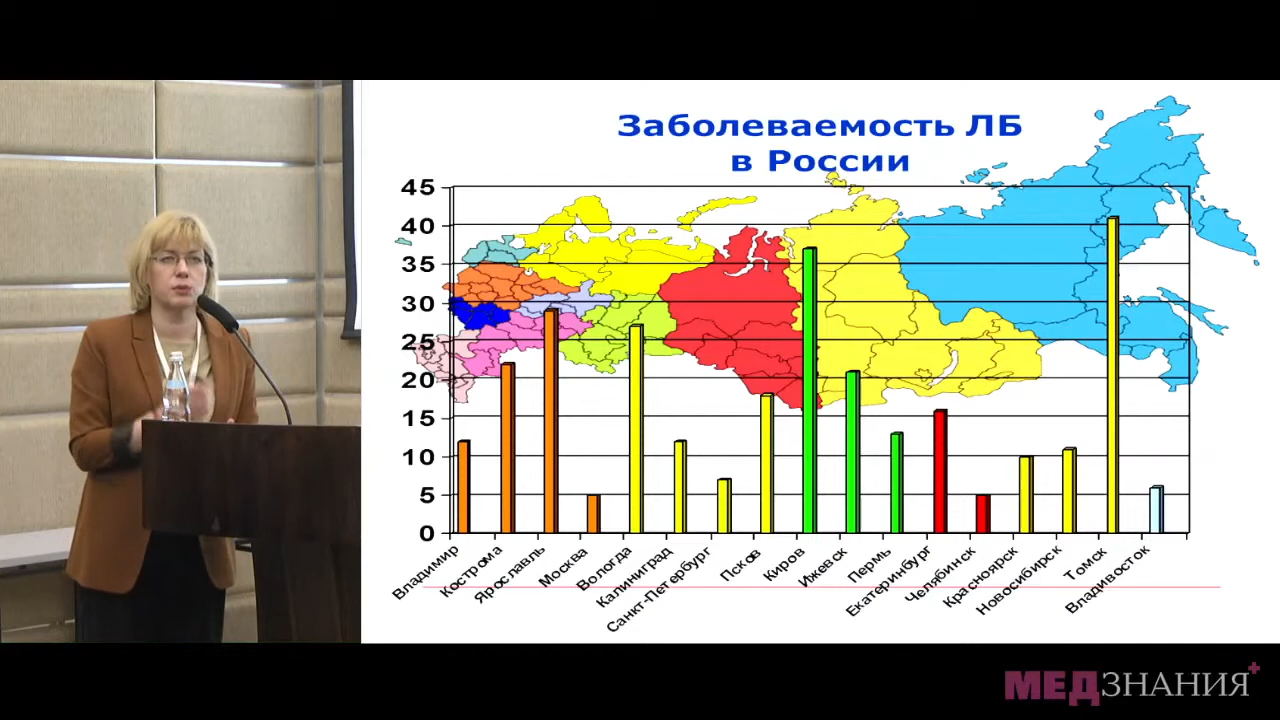 Заболеваемость ЛБ
в России
45
40
35
30
25
20
15
10
5
0
Владимир
Кострома
Ярославль
Москва
Вологда
Калиниград
Санкт-Петербург
Псков
Киров
Ижевск
Пермь
Екатеринбург
Челябинск
Красноярск
Новосибирск
Томск
Владивосток
МЕДЗНАНИЯ+